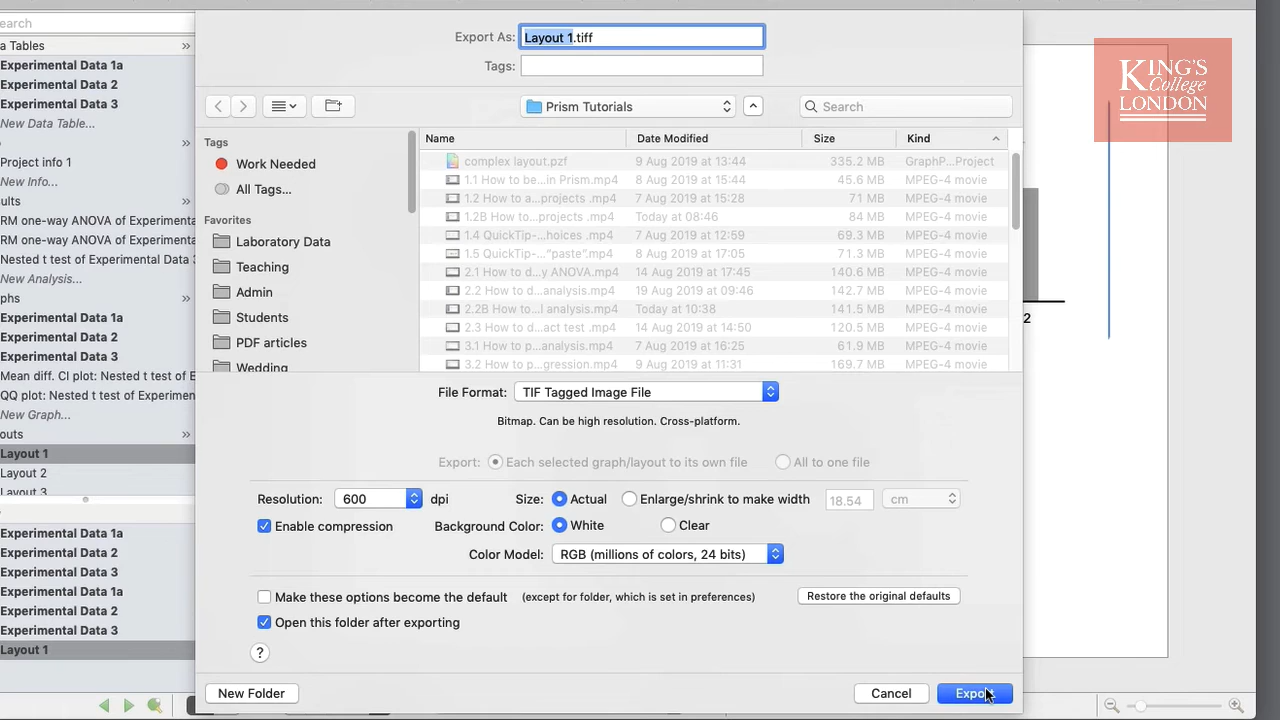 Export As: Layout 1.tiff
Tags:
Prism Tutorials
Search
KING'S
College
LONDON
Name Date Modified Size Kind
complex layout.pzf 9 Aug 2019 at 13:44 335.2 MB GraphP...Project
1.1 How to be...in Prism.mp4 8 Aug 2019 at 15:44 45.6 MB MPEG-4 movie
1.2 How to a...projects .mp4 7 Aug 2019 at 15:28 71 MB MPEG-4 movie
1.2B How to...projects .mp4 Today at 08:46 84 MB MPEG-4 movie
1.4 QuickTip-...hoices .mp4 7 Aug 2019 at 12:59 69.3 MB MPEG-4 movie
1.5 QuickTip-..."paste".mp4 8 Aug 2019 at 17:05 71.3 MB MPEG-4 movie
2.1 How to d...y ANOVA.mp4 14 Aug 2019 at 17:45 140.6 MB MPEG-4 movie
2.2 How to d...analysis.mp4 19 Aug 2019 at 09:46 142.7 MB MPEG-4 movie
2.2B How to...l analysis.mp4 Today at 10:38 141.5 MB MPEG-4 movie
2.3 How to d...act test .mp4 14 Aug 2019 at 14:50 120.5 MB MPEG-4 movie
3.1 How to p...analysis.mp4 7 Aug 2019 at 16:25 61.9 MB MPEG-4 movie
3.2 How to p...gression.mp4 9 Aug 2019 at 11:31 169.7 MB MPEG-4 movie
Tags
Work Needed
All Tags...
Favorites
Laboratory Data
Teaching
Admin
Students
PDF articles
Wedding
File Format: TIF Tagged Image File
Bitmap. Can be high resolution. Cross-platform.
Export: Each selected graph/layout to its own file All to one file
Resolution: 600 dpi Size: Actual Enlarge/shrink to make width 18.54 cm
Enable compression Background Color: White Clear
Color Model: RGB (millions of colors, 24 bits)
Make these options become the default (except for folder, which is set in preferences) Restore the original defaults
Open this folder after exporting
?
New Folder Cancel Export
earch
a Tables
Experimental Data 1a
Experimental Data 2
Experimental Data 3
New Data Table...
Project info 1
New Info...
sults
RM one-way ANOVA of Experimenta
RM one-way ANOVA of Experimenta
Nested t test of Experimental Data 3
New Analysis...
phs
Experimental Data 1a
Experimental Data 2
Experimental Data 3
Mean diff. CI plot: Nested t test of E
QQ plot: Nested t test of Experimen
New Graph...
outs
Layout 1
Layout 2
Layout 3
Experimental Data 1a
Experimental Data 2
Experimental Data 3
Experimental Data 1a
Experimental Data 2
Experimental Data 3
Layout 1
2